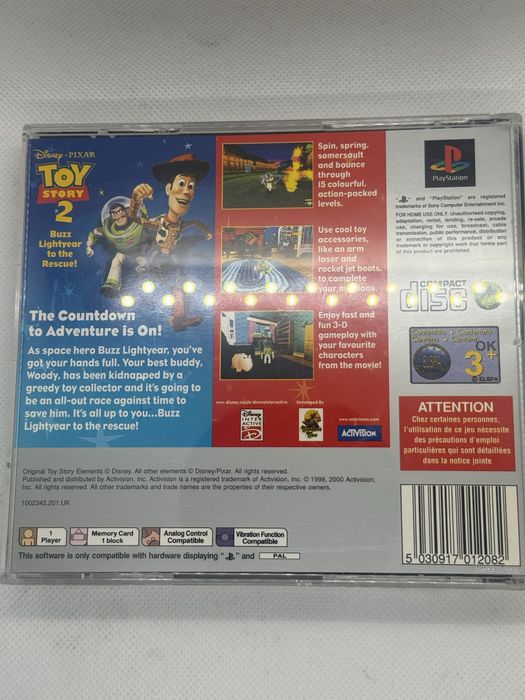 Disney • PIXAR
TOY
STORY
2
Buzz
Lightyear
to the
Rescue!
The Countdown
to Adventure is On!
As space hero Buzz Lightyear, you've
got your hands full. Your best buddy,
Woody, has been kidnapped by a
greedy toy collector and it's going to
be an all-out race against time to
save him. It's all up to you...Buzz
Lightyear to the rescue!
Spin, spring,
somersault
and bounce
through
15 colourful,
action-packed
levels.
Use cool toy
accessories,
like an arm
laser and
rocket jet boots,
to complete
your missions.
Enjoy fast and
fun 3-D
gameplay with
your favourite
characters
from the movie!
www.disney.co.uk/disneyinteractive
Developed By
www.activision.com
Disney
INTER
ACTIVE
ACTIVISION
PlayStation
" " and "PlayStation" are registered
trademarks of Sony Computer Entertainment Inc.
FOR HOME USE ONLY. Unauthorised copying,
adaptation, rental, lending, re-sale, arcade
use, charging for use, broadcast, cable
transmission, public performance, distribution
or extraction of this product or any
trademark or copyright work that forms part
of this product are prohibited.
COMPACT
disc
OK
3+
ELSPA
© ELSPA
ATTENTION
Chez certaines personnes,
l'utilisation de ce jeu nécessite
des précautions d'emploi
particulières qui sont détaillées
dans la notice jointe
Original Toy Story Elements © Disney. All other elements © Disney/Pixar. All rights reserved.
Published and distributed by Activision, Inc. Activision is a registered trademark of Activision, Inc. © 1999, 2000 Activision,
Inc. All rights reserved. All other trademarks and trade names are the properties of their respective owners.
1002342.201.UK
1
Player
Memory Card
1 block
Analog Control
Compatible
Vibration Function
Compatible
This software is only compatible with hardware displaying " " and PAL
5 030917 012082